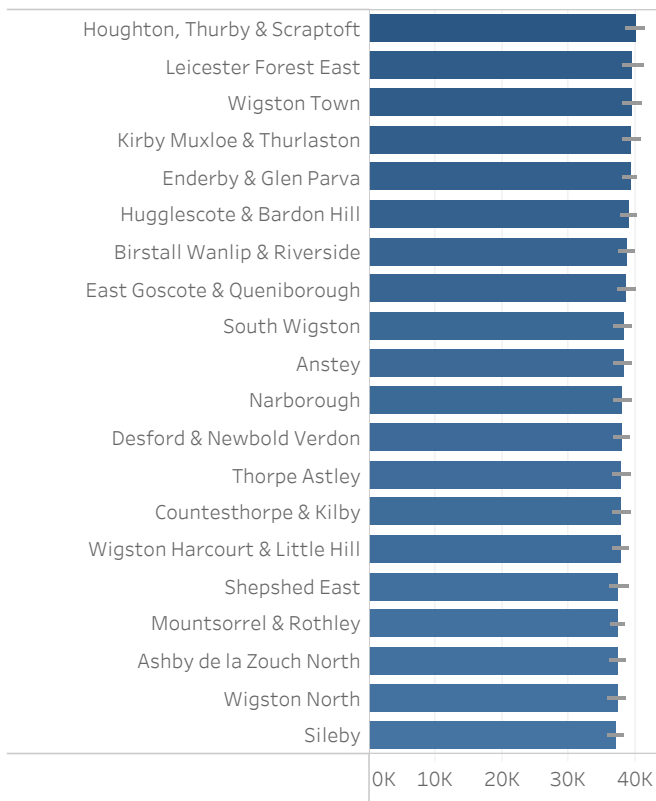 Houghton, Thurby & Scraptoft
Leicester Forest East
Wigston Town
Kirby Muxloe & Thurlaston
Enderby & Glen Parva
Hugglescote & Bardon Hill
Birstall Wanlip & Riverside
East Goscote & Queniborough
South Wigston
Anstey
Narborough
Desford & Newbold Verdon
Thorpe Astley
Countesthorpe & Kilby
Wigston Harcourt & Little Hill
Shepshed East
Mountsorrel & Rothley
Ashby de la Zouch North
Wigston North
Sileby
0K 10K 20K 30K 40K